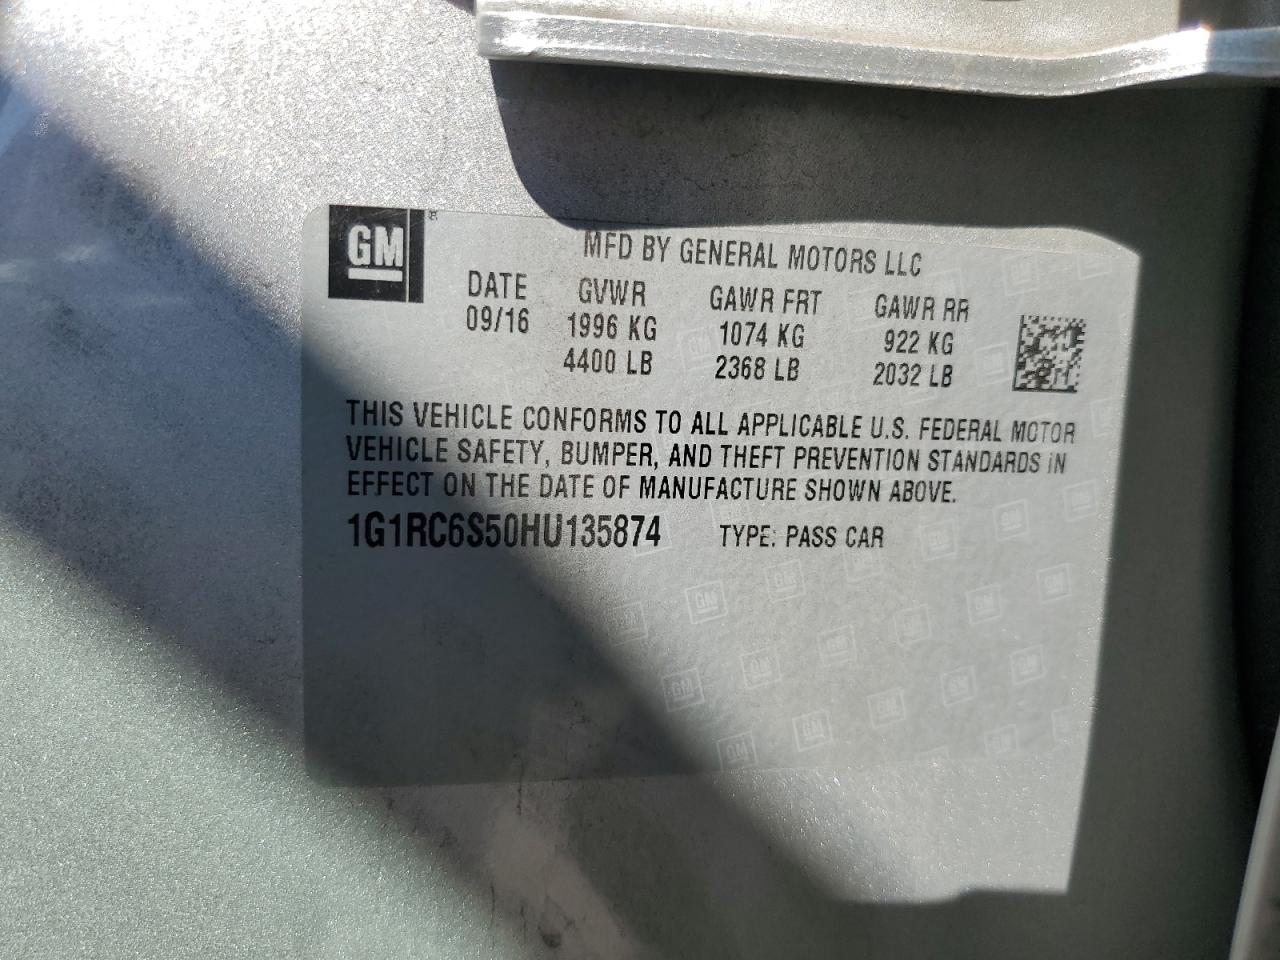 GM
MFD BY GENERAL MOTORS LLC
DATE GVWR GAWR FRT GAWR RR
09/16 1996 KG 1074 KG 922 KG
4400 LB 2368 LB 2032 LB
THIS VEHICLE CONFORMS TO ALL APPLICABLE U.S. FEDERAL MOTOR
VEHICLE SAFETY, BUMPER, AND THEFT PREVENTION STANDARDS IN
EFFECT ON THE DATE OF MANUFACTURE SHOWN ABOVE.
1G1RC6S50HU135874 TYPE: PASS CAR